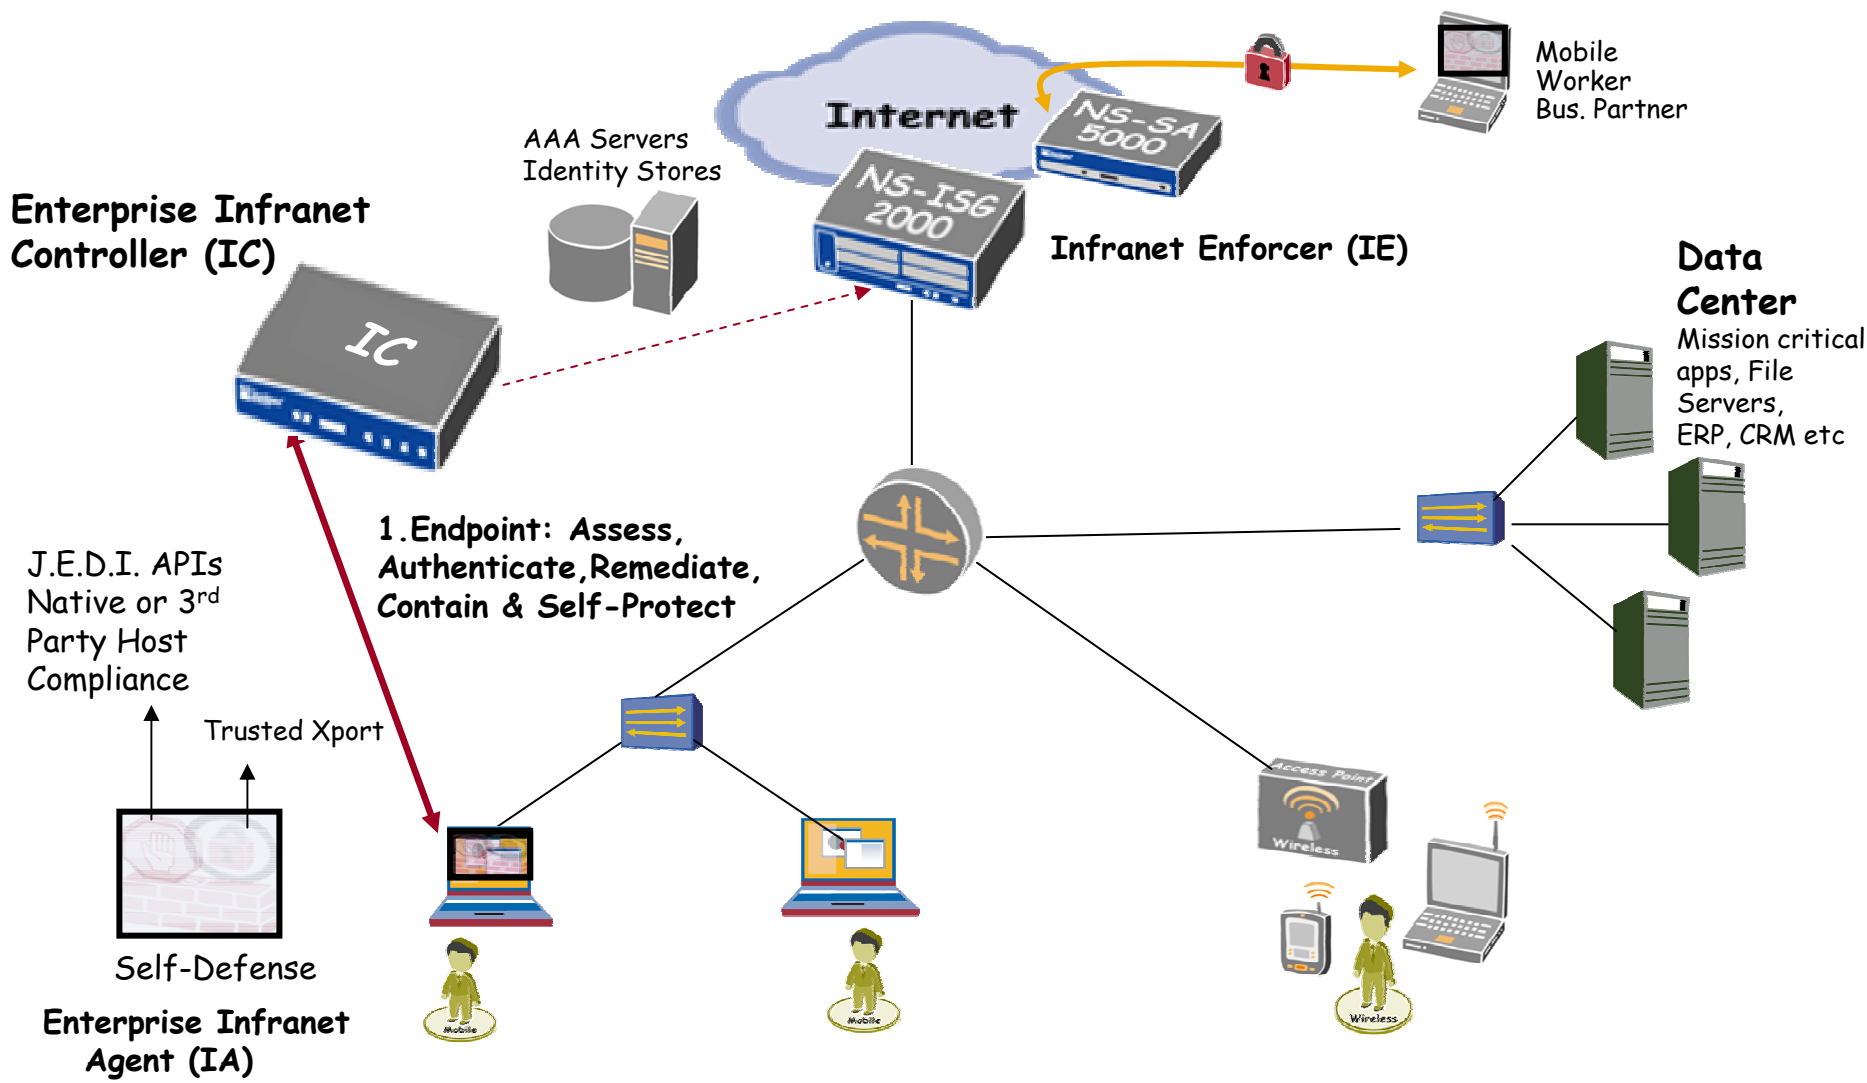 Internet
NS-SA
5000
Mobile
Worker
Bus. Partner
AAA Servers
Identity Stores
NS-ISG
2000
Enterprise Infranet
Controller (IC)
Infranet Enforcer (IE)
Data
Center
Mission critical
apps, File
Servers,
ERP, CRM etc
IC
1.Endpoint: Assess,
Authenticate,Remediate,
Contain & Self-Protect
J.E.D.I. APIs
Native or 3rd
Party Host
Compliance
Trusted Xport
Access Point
Wireless
Self-Defense
Enterprise Infranet
Agent (IA)
Mobile
Mobile
Wireless